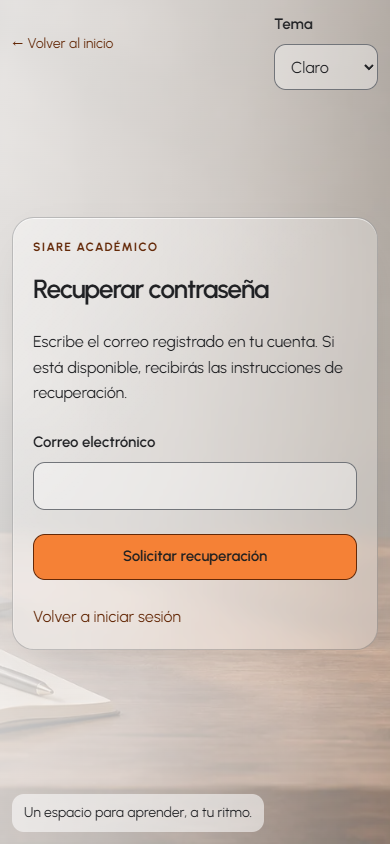 ← Volver al inicio
Tema
Claro
SIARE ACADÉMICO
Recuperar contraseña
Escribe el correo registrado en tu cuenta. Si
está disponible, recibirás las instrucciones de
recuperación.
Correo electrónico
Solicitar recuperación
Volver a iniciar sesión
Un espacio para aprender, a tu ritmo.